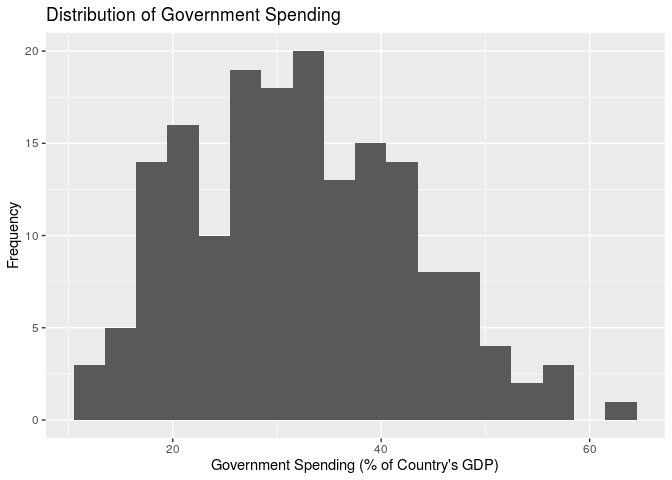 Distribution of Government Spending
20
15
10
5
0
Frequency
20 40 60
Government Spending (% of Country's GDP)